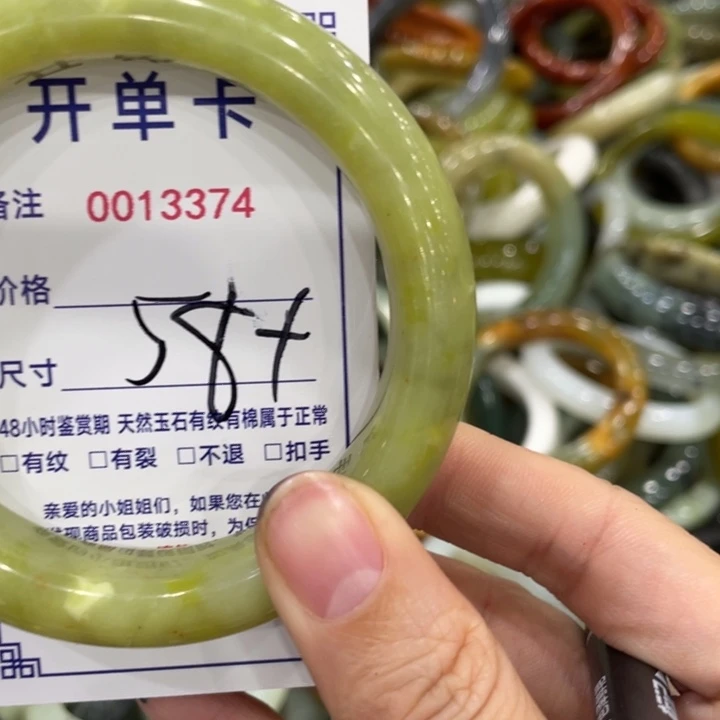 开单卡
备注 0013374
价格
58+
尺寸
48小时鉴赏期 天然玉石有纹有棉属于正常
□有纹 □有裂 □不退 □扣手
亲爱的小姐姐们，如果您在
发现商品包装破损时，为保